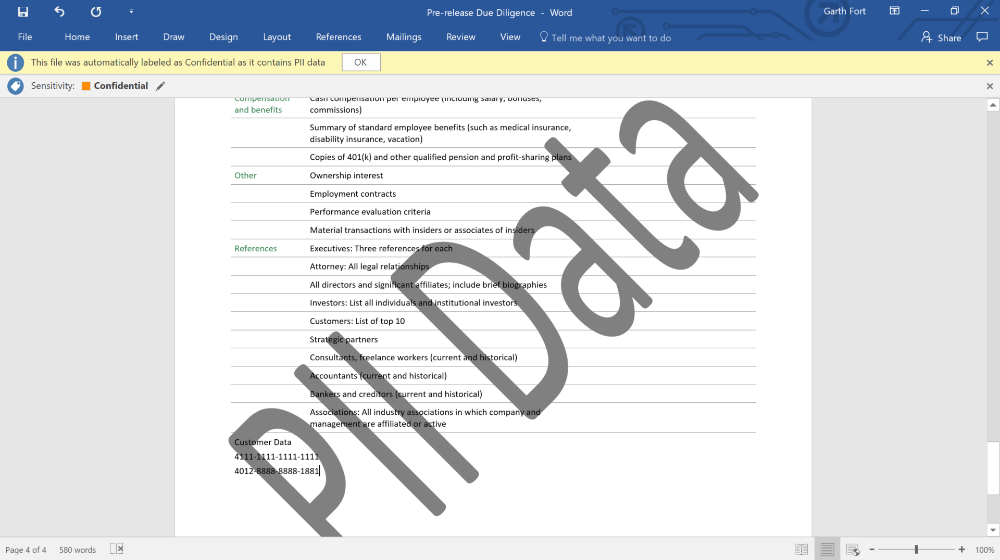 Pre-release Due Diligence - Word
Garth Fort
File Home Insert Draw Design Layout References Mailings Review View Tell me what you want to do Share
This file was automatically labeled as Confidential as it contains PII data OK
Sensitivity: Confidential
Compensation and benefits
Cash compensation per employee (including salary, bonuses,
commissions)
Summary of standard employee benefits (such as medical insurance,
disability insurance, vacation)
Copies of 401(k) and other qualified pension and profit-sharing plans
Other
Ownership interest
Employment contracts
Performance evaluation criteria
Material transactions with insiders or associates of insiders
References
Executives: Three references for each
Attorney: All legal relationships
All directors and significant affiliates; include brief biographies
Investors: List all individuals and institutional investors
Customers: List of top 10
Strategic partners
Consultants, freelance workers (current and historical)
Accountants (current and historical)
Bankers and creditors (current and historical)
Associations: All industry associations in which company and
management are affiliated or active
Customer Data
4111-1111-1111-1111
4012-8888-8888-1881
PII Data
Page 4 of 4 580 words 100%